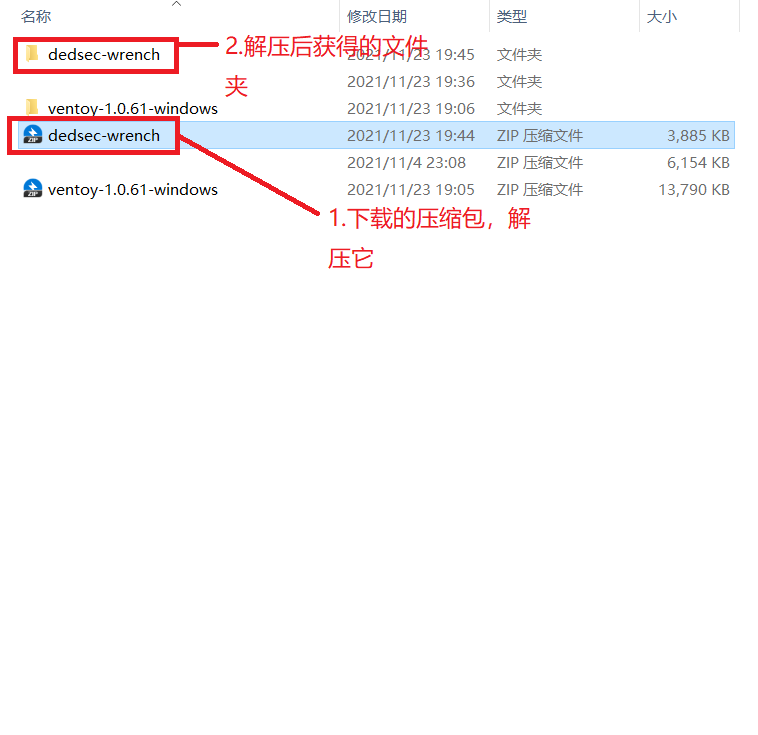 名称 修改日期 类型 大小
dedsec-wrench 2021/11/23 19:45 文件夹
2.解压后获得的文件
夹
2021/11/23 19:36 文件夹
ventoy-1.0.61-windows 2021/11/23 19:06 文件夹
ZIP dedsec-wrench 2021/11/23 19:44 ZIP 压缩文件 3,885 KB
2021/11/4 23:08 ZIP 压缩文件 6,154 KB
ZIP ventoy-1.0.61-windows 2021/11/23 19:05 ZIP 压缩文件 13,790 KB
1.下载的压缩包，解
压它